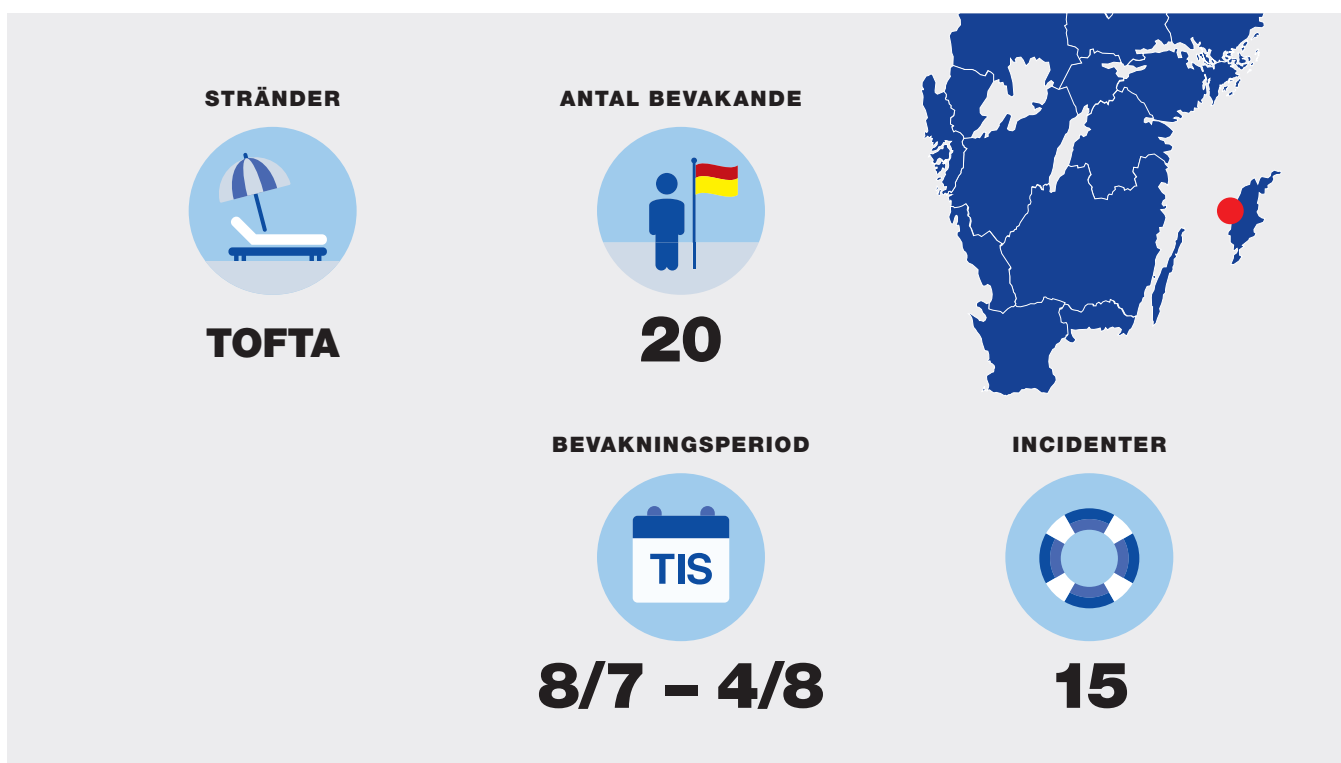 STRÄNDER
TOFTA
ANTAL BEVAKANDE
20
BEVAKNINGSPERIOD
TIS
8/7 – 4/8
INCIDENTER
15